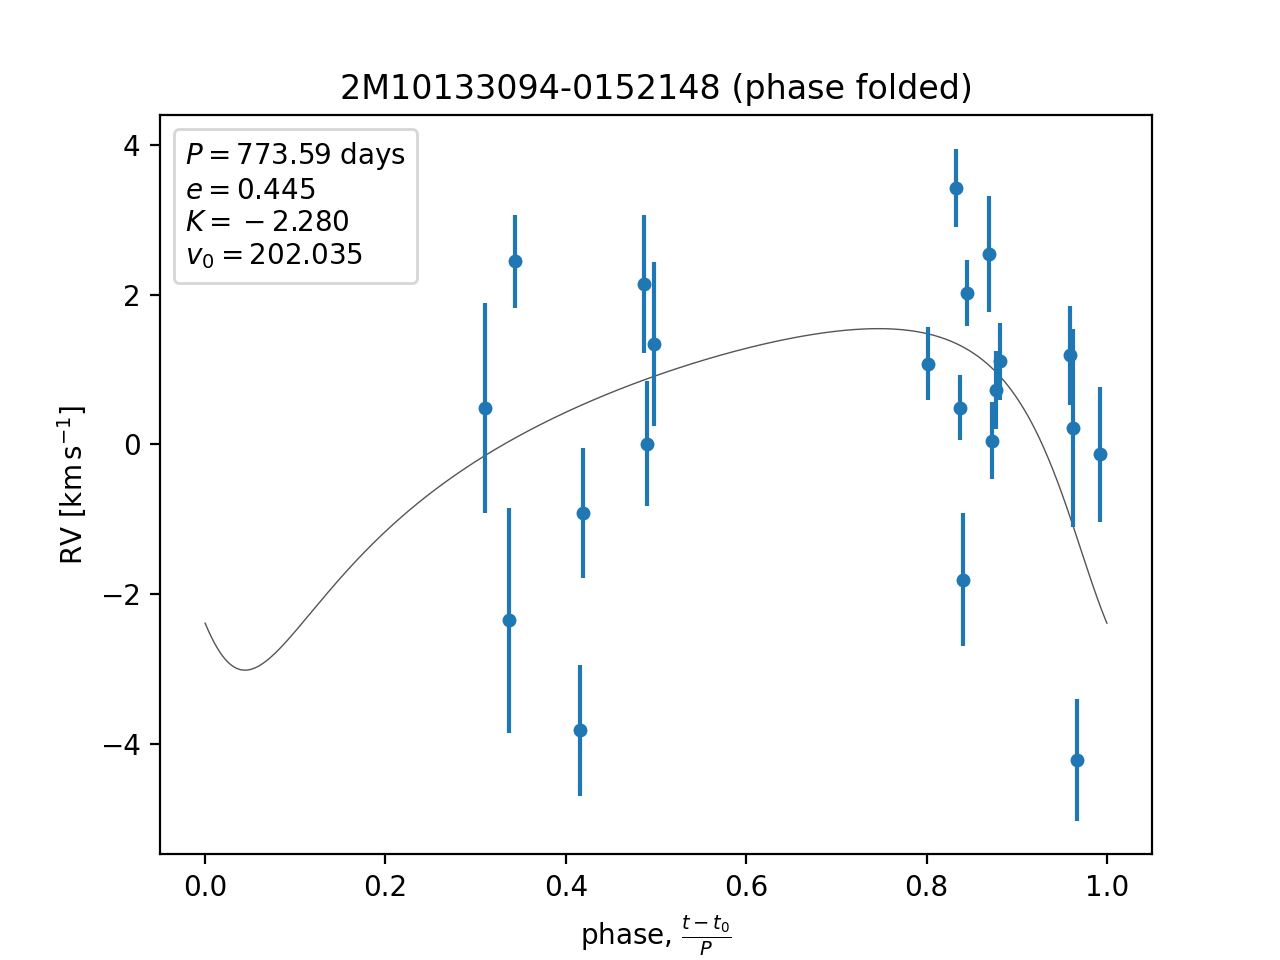 2M10133094-0152148 (phase folded)
P = 773.59 days
e = 0.445
K = −2.280
v₀ = 202.035
4
2
0
−2
−4
RV [km s⁻¹]
0.0 0.2 0.4 0.6 0.8 1.0
phase, (t − t₀)/P